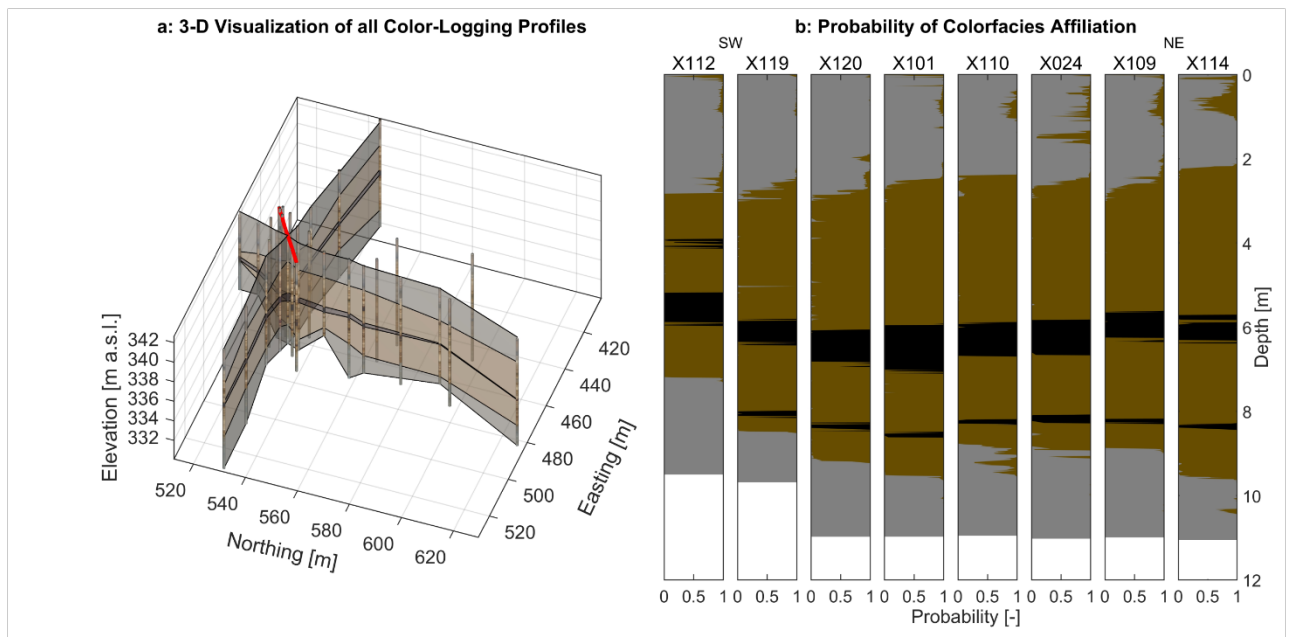 a: 3-D Visualization of all Color-Logging Profiles
342
340
338
336
334
332
Elevation [m a.s.l.]
520
540
560
580
600
620
Northing [m]
420
440
460
480
500
520
Easting [m]
b: Probability of Colorfacies Affiliation
SW NE
X112 X119 X120 X101 X110 X024 X109 X114
0
2
4
6
8
10
12
Depth [m]
0 0.5 1 0 0.5 1 0 0.5 1 0 0.5 1 0 0.5 1 0 0.5 1 0 0.5 1 0 0.5 1
Probability [-]